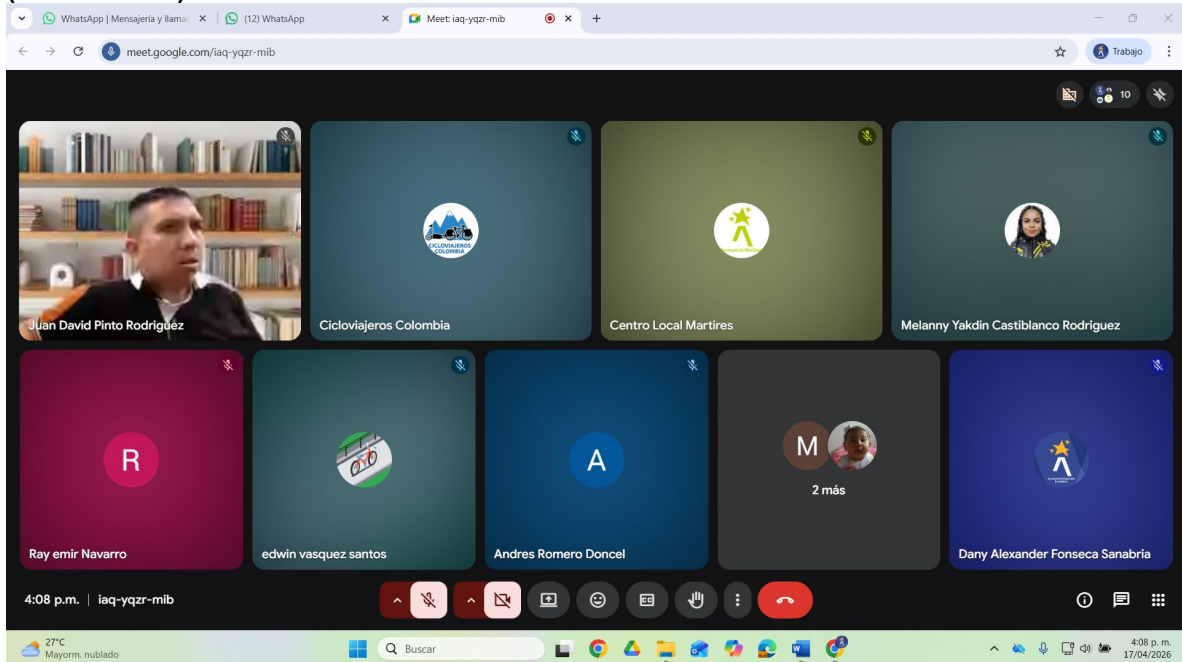 WhatsApp | Mensajería y llama
(12) WhatsApp
Meet: iaq-yqzr-mib
meet.google.com/iaq-yqzr-mib
Trabajo
10
Juan David Pinto Rodriguez
CICLOVIAJEROS
COLOMBIA
Cicloviajeros Colombia
Centro Local Martires
Melanny Yakdin Castiblanco Rodriguez
R
Ray emir Navarro
edwin vasquez santos
A
Andres Romero Doncel
M
2 más
Dany Alexander Fonseca Sanabria
4:08 p.m. | iaq-yqzr-mib
27°C
Mayorm. nublado
Buscar
4:08 p. m.
17/04/2026